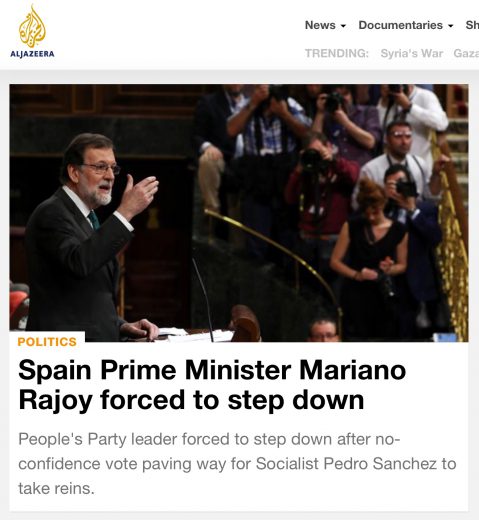 ALJAZEERA
News
Documentaries
Sh
TRENDING: Syria's War Gaza
POLITICS
Spain Prime Minister Mariano
Rajoy forced to step down
People's Party leader forced to step down after no-
confidence vote paving way for Socialist Pedro Sanchez to
take reins.